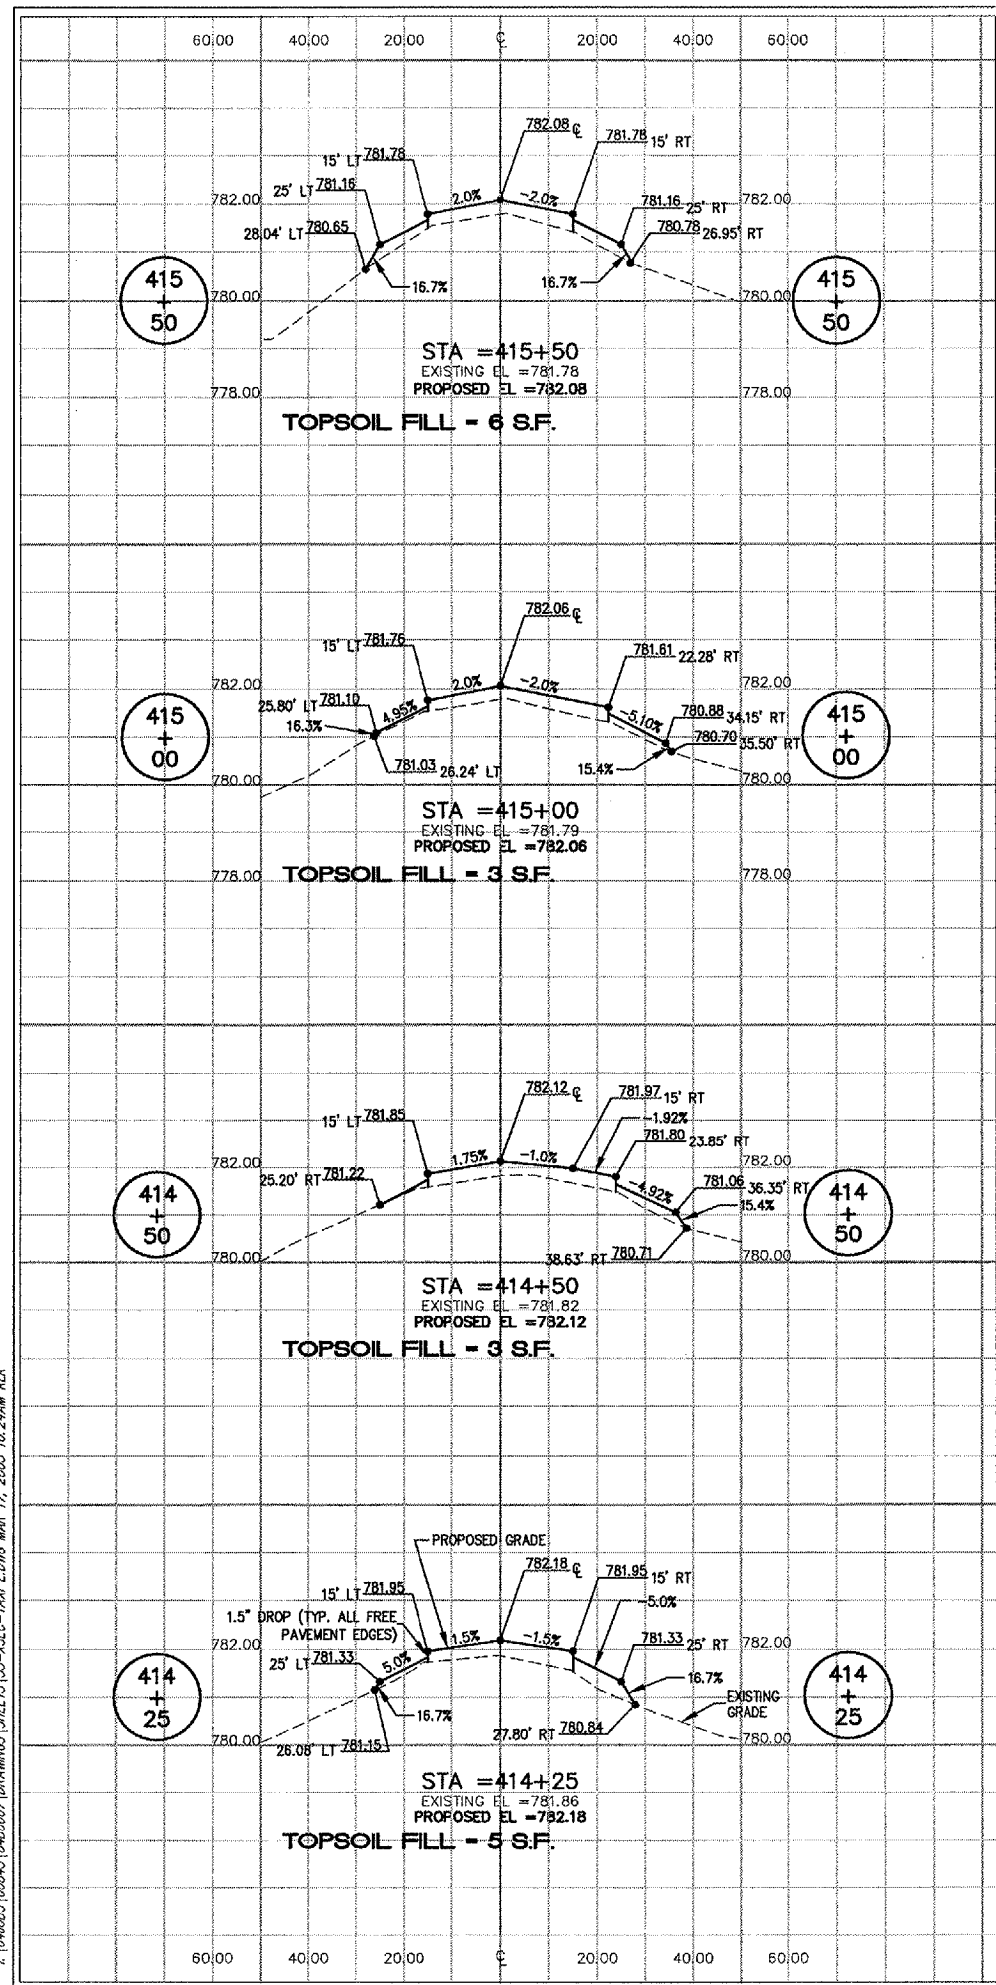 60.00 40.00 20.00 ℄ 20.00 40.00 60.00
782.08 ℄
15' LT 781.78
781.78 15' RT
25' LT 781.16
782.00 2.0% -2.0% 782.00
781.16 25' RT
28.04' LT 780.65
780.78 26.95' RT
16.7% 16.7%
415 + 50
780.00 780.00
415 + 50
STA =415+50
EXISTING EL =781.78
PROPOSED EL =782.08
778.00 778.00
TOPSOIL FILL - 6 S.F.
782.06 ℄
15' LT 781.76
781.61 22.28' RT
782.00 2.0% -2.0% 782.00
25.80' LT 781.10
4.95% -5.10%
16.3%
780.88 34.15' RT
780.70 35.50' RT
781.03 26.24' LT
15.4%
415 + 00
780.00 780.00
415 + 00
STA =415+00
EXISTING EL =781.79
PROPOSED EL =782.06
778.00 778.00
TOPSOIL FILL - 3 S.F.
782.12 ℄
781.97 15' RT
15' LT 781.85
-1.92%
781.80 23.85' RT
782.00 1.75% -1.0% 782.00
25.20' RT 781.22
-4.92%
781.06 36.35' RT
15.4%
414 + 50
38.63' RT 780.71
780.00 780.00
414 + 50
STA =414+50
EXISTING EL =781.82
PROPOSED EL =782.12
TOPSOIL FILL - 3 S.F.
PROPOSED GRADE
782.18 ℄
781.95 15' RT
15' LT 781.95
-5.0%
1.5" DROP (TYP. ALL FREE
PAVEMENT EDGES)
782.00 1.5% -1.5% 782.00
781.33 25' RT
25' LT 781.33
5.0%
16.7%
16.7%
EXISTING
GRADE
27.80' RT 780.84
26.08' LT 781.15
414 + 25
780.00 780.00
414 + 25
STA =414+25
EXISTING EL =781.86
PROPOSED EL =782.18
TOPSOIL FILL - 5 S.F.
60.00 40.00 20.00 ℄ 20.00 40.00 60.00